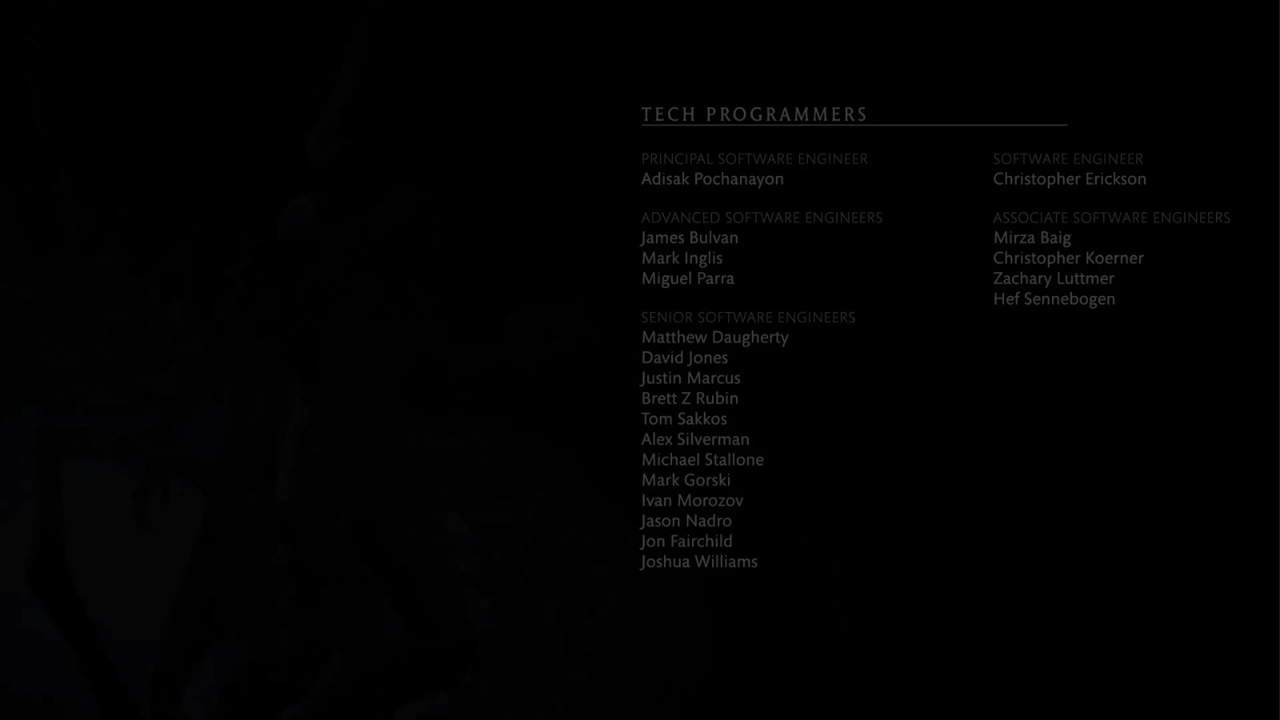 TECH PROGRAMMERS
PRINCIPAL SOFTWARE ENGINEER
Adisak Pochanayon
ADVANCED SOFTWARE ENGINEERS
James Bulvan
Mark Inglis
Miguel Parra
SENIOR SOFTWARE ENGINEERS
Matthew Daugherty
David Jones
Justin Marcus
Brett Z Rubin
Tom Sakkos
Alex Silverman
Michael Stallone
Mark Gorski
Ivan Morozov
Jason Nadro
Jon Fairchild
Joshua Williams
SOFTWARE ENGINEER
Christopher Erickson
ASSOCIATE SOFTWARE ENGINEERS
Mirza Baig
Christopher Koerner
Zachary Luttmer
Hef Sennebogen